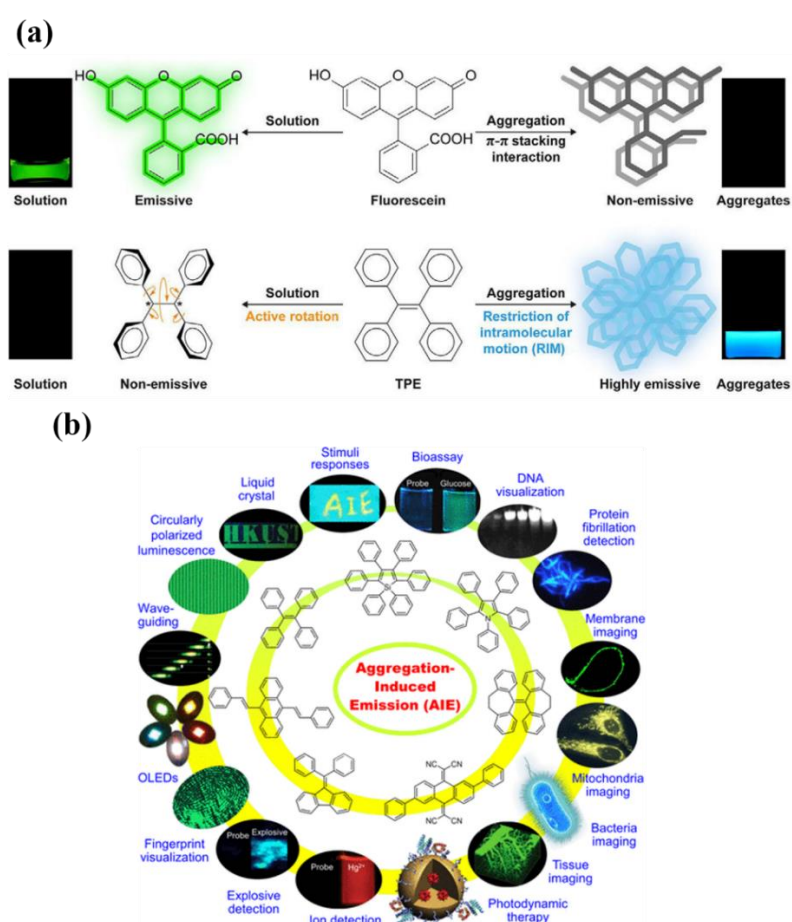 (a)
HO
O
O
COOH
Solution
HO
O
O
COOH
Aggregation
π-π stacking
interaction
Solution
Emissive
Fluorescein
Non-emissive
Aggregates
Solution
Active rotation
Aggregation
Restriction of
intramolecular
motion (RIM)
Solution
Non-emissive
TPE
Highly emissive
Aggregates
(b)
Stimuli
responses
Bioassay
Liquid
crystal
DNA
visualization
Circularly
polarized
luminescence
Protein
fibrillation
detection
Wave-
guiding
Membrane
imaging
AIE
Probe
Glucose
HKUST
Si
N
Aggregation-
Induced
Emission (AIE)
OLEDs
Mitochondria
imaging
NC
CN
NC
CN
Fingerprint
visualization
Bacteria
imaging
Probe
Explosive
Explosive
detection
Tissue
imaging
Probe
Hg²⁺
Ion detection
Photodynamic
therapy